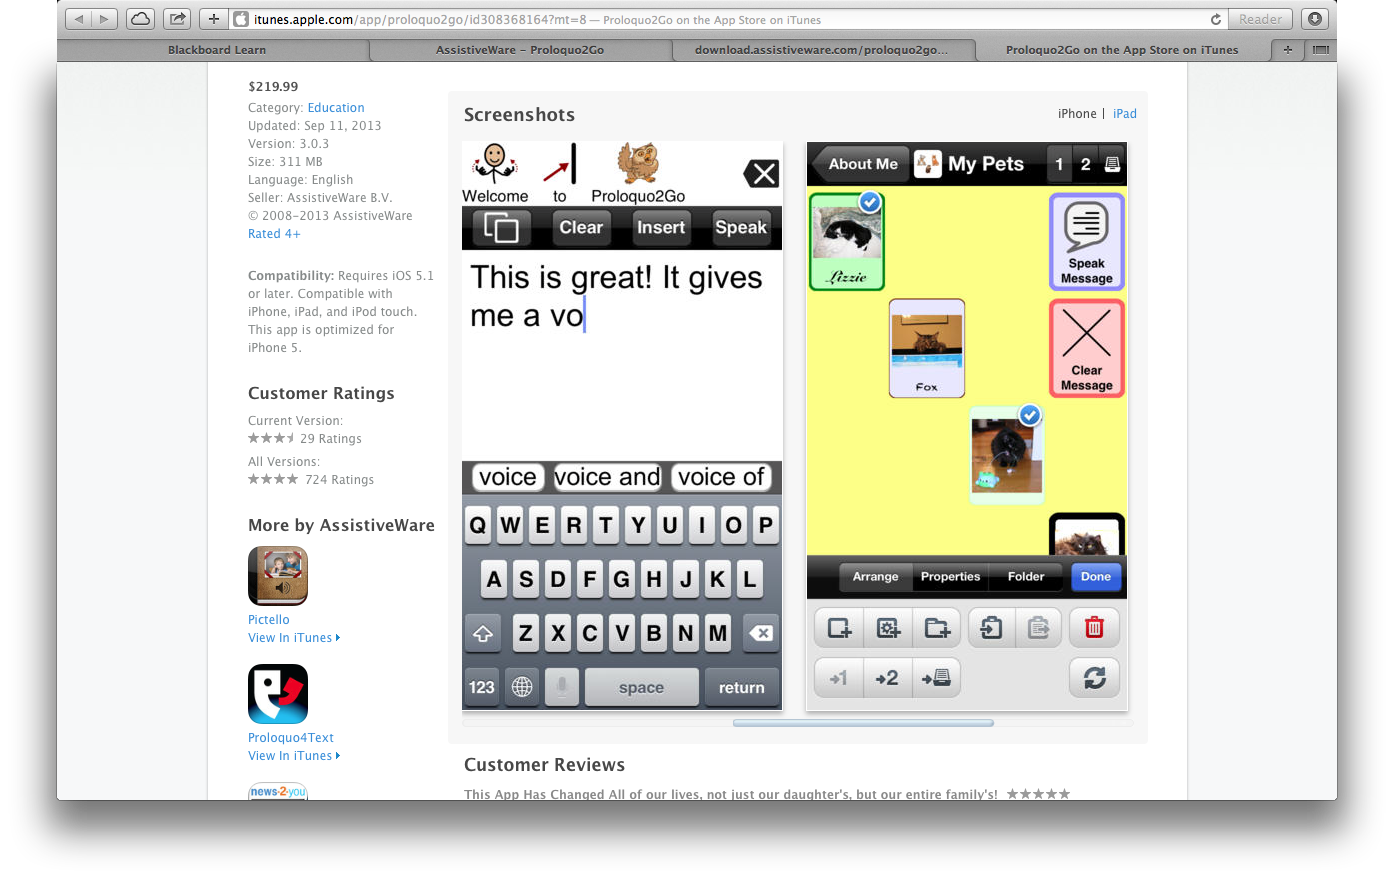 itunes.apple.com/app/proloquo2go/id308368164?mt=8 — Proloquo2Go on the App Store on iTunes
Reader
Blackboard Learn
AssistiveWare – Proloquo2Go
download.assistiveware.com/proloquo2go...
Proloquo2Go on the App Store on iTunes
$219.99
Category: Education
Updated: Sep 11, 2013
Version: 3.0.3
Size: 311 MB
Language: English
Seller: AssistiveWare B.V.
© 2008-2013 AssistiveWare
Rated 4+
Compatibility: Requires iOS 5.1
or later. Compatible with
iPhone, iPad, and iPod touch.
This app is optimized for
iPhone 5.
Customer Ratings
Current Version:
29 Ratings
All Versions:
724 Ratings
More by AssistiveWare
Pictello
View In iTunes
Proloquo4Text
View In iTunes
news-2-you
Screenshots
iPhone | iPad
Welcome to Proloquo2Go
Clear Insert Speak
This is great! It gives
me a vo
voice voice and voice of
Q W E R T Y U I O P
A S D F G H J K L
Z X C V B N M
123 space return
About Me My Pets 1 2
Lizzie
Speak
Message
Fox
Clear
Message
Arrange Properties Folder Done
1 2
Customer Reviews
This App Has Changed All of our lives, not just our daughter's, but our entire family's!